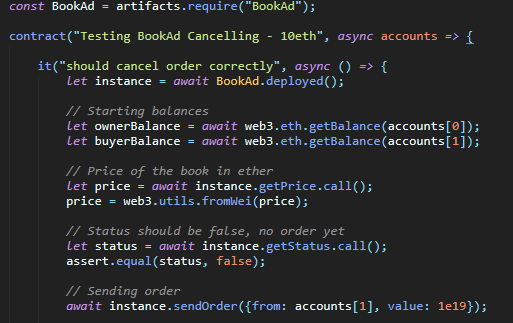 const BookAd = artifacts.require("BookAd");
contract("Testing BookAd Cancelling - 10eth", async accounts => {
it("should cancel order correctly", async () => {
let instance = await BookAd.deployed();
// Starting balances
let ownerBalance = await web3.eth.getBalance(accounts[0]);
let buyerBalance = await web3.eth.getBalance(accounts[1]);
// Price of the book in ether
let price = await instance.getPrice.call();
price = web3.utils.fromWei(price);
// Status should be false, no order yet
let status = await instance.getStatus.call();
assert.equal(status, false);
// Sending order
await instance.sendOrder({from: accounts[1], value: 1e19});